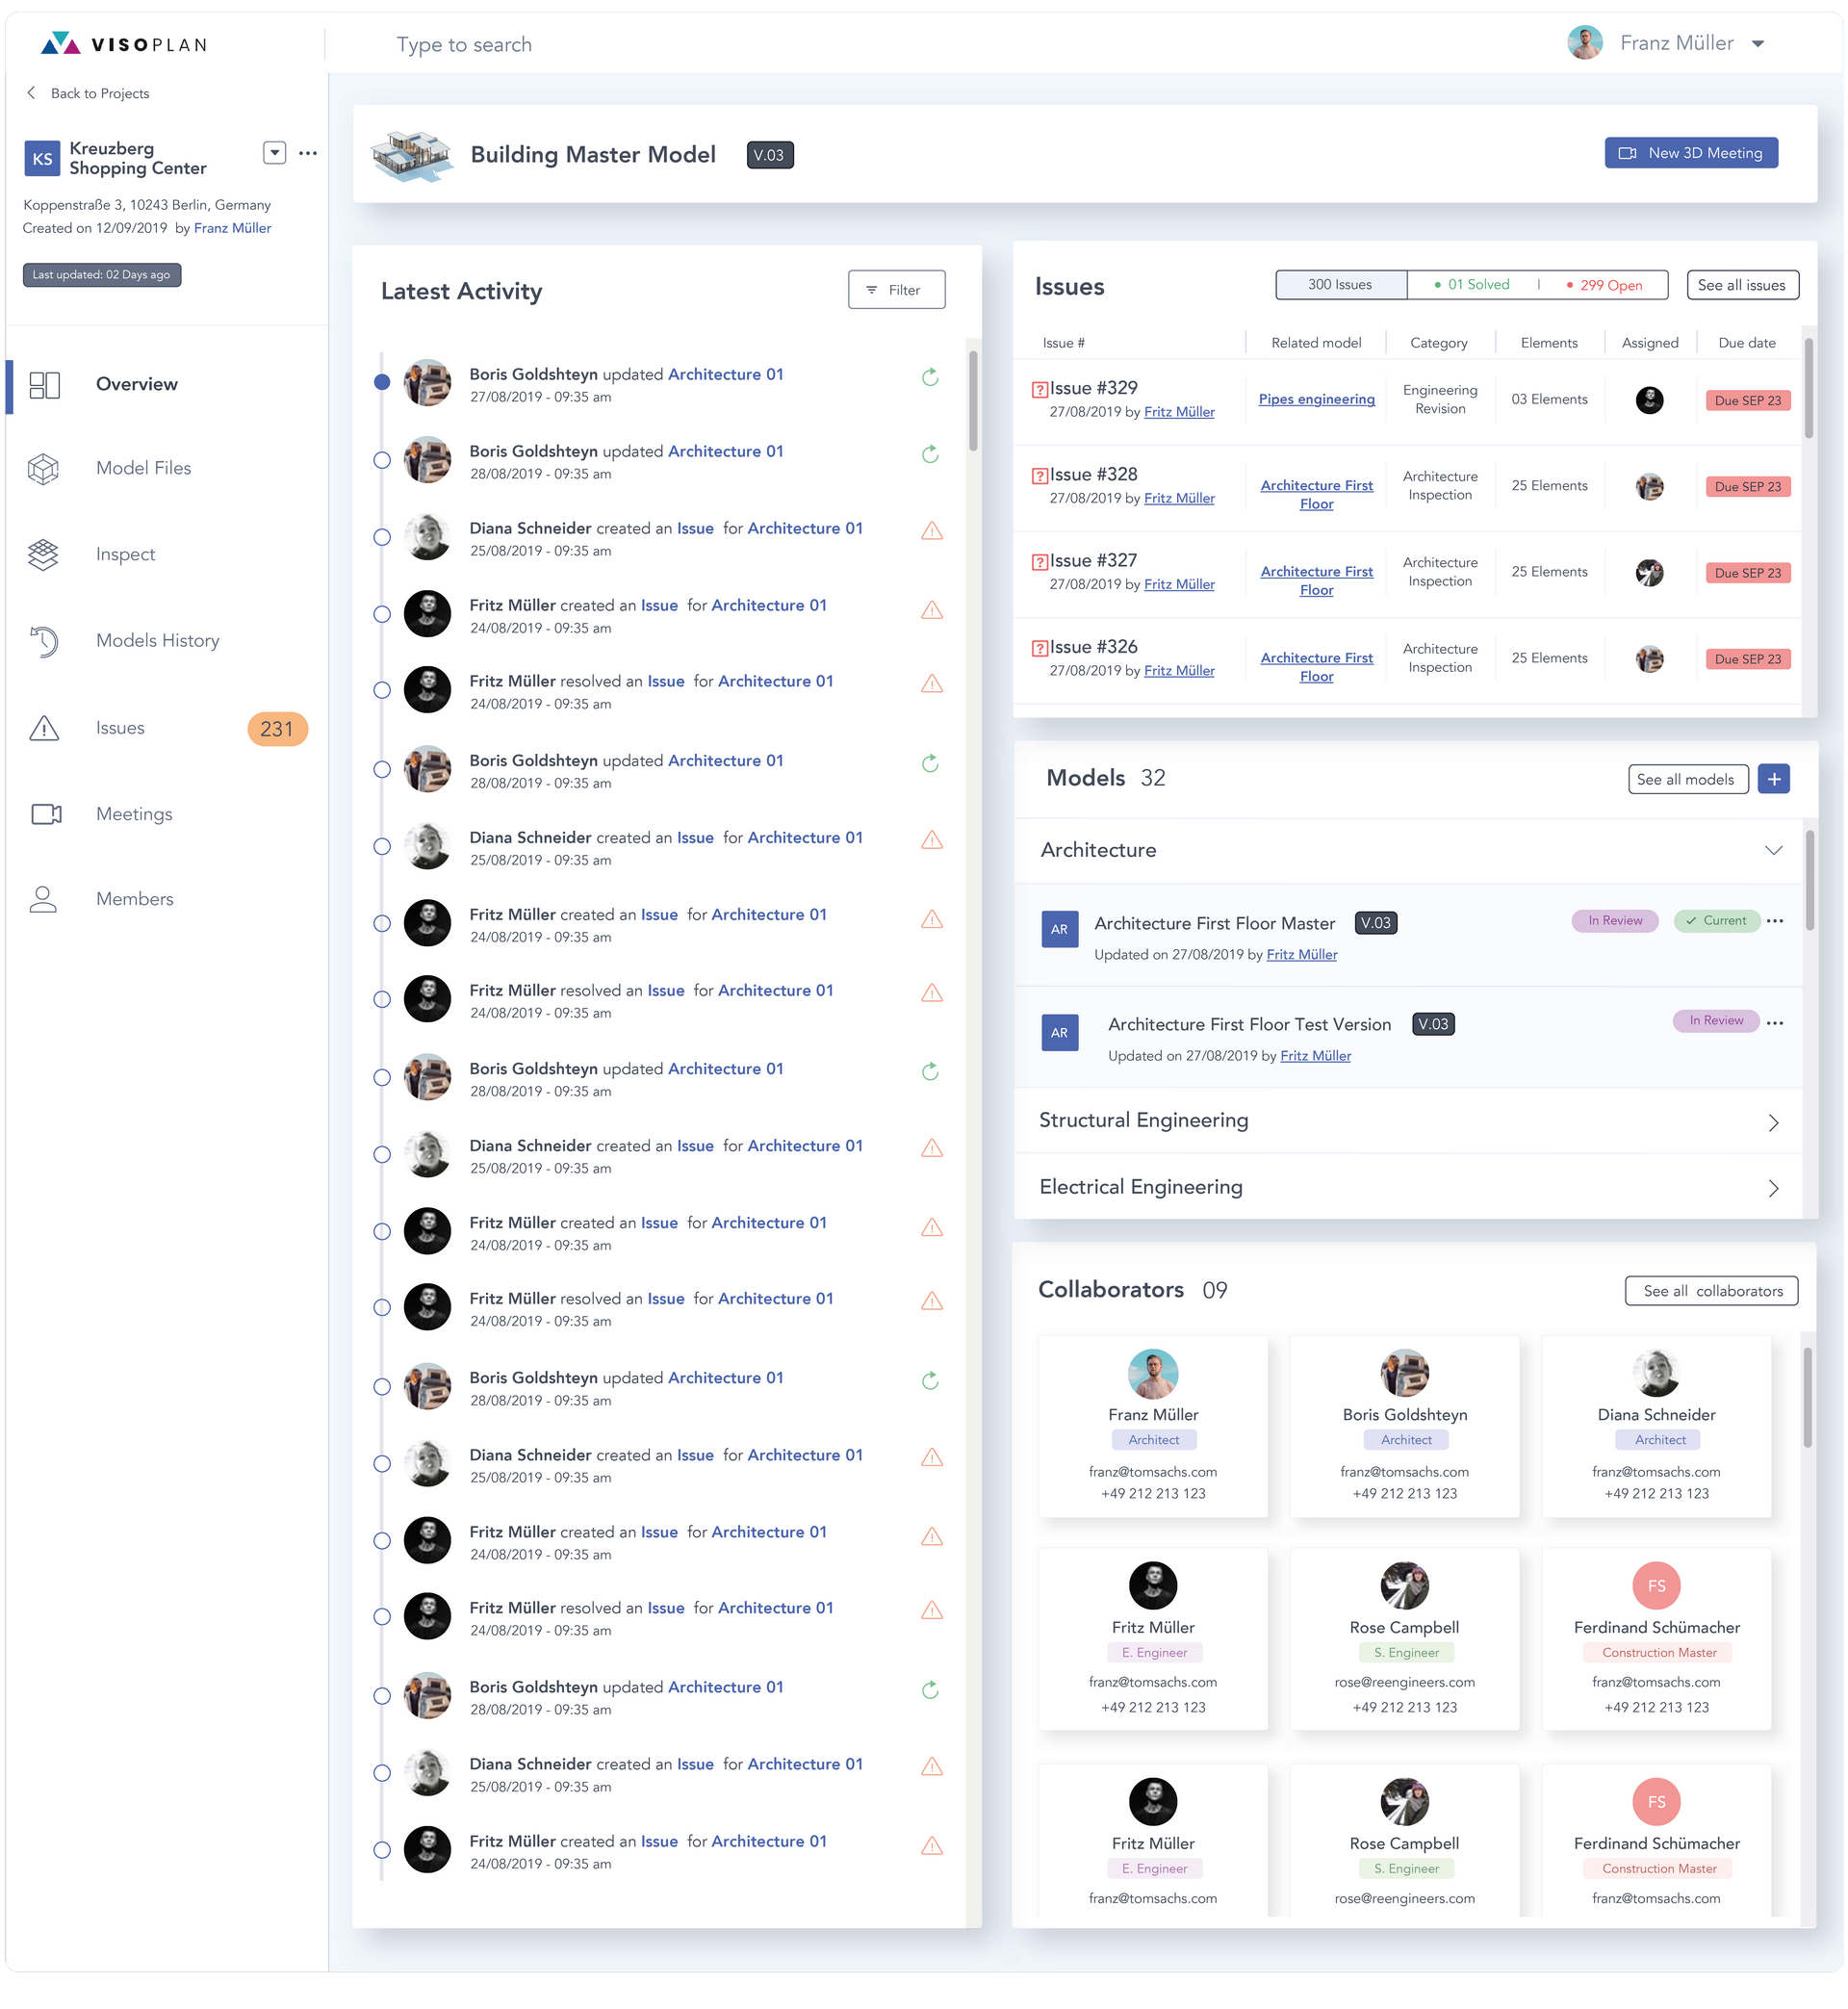 VISOPLAN
Type to search
Franz Müller
Back to Projects
KS
Kreuzberg
Shopping Center
Koppenstraße 3, 10243 Berlin, Germany
Created on 12/09/2019 by Franz Müller
Last updated: 02 Days ago
Overview
Model Files
Inspect
Models History
Issues 231
Meetings
Members
Building Master Model V.03
New 3D Meeting
Latest Activity
Filter
Boris Goldshteyn updated Architecture 01
27/08/2019 - 09:35 am
Boris Goldshteyn updated Architecture 01
28/08/2019 - 09:35 am
Diana Schneider created an Issue for Architecture 01
25/08/2019 - 09:35 am
Fritz Müller created an Issue for Architecture 01
24/08/2019 - 09:35 am
Fritz Müller resolved an Issue for Architecture 01
24/08/2019 - 09:35 am
Boris Goldshteyn updated Architecture 01
28/08/2019 - 09:35 am
Diana Schneider created an Issue for Architecture 01
25/08/2019 - 09:35 am
Fritz Müller created an Issue for Architecture 01
24/08/2019 - 09:35 am
Fritz Müller resolved an Issue for Architecture 01
24/08/2019 - 09:35 am
Boris Goldshteyn updated Architecture 01
28/08/2019 - 09:35 am
Diana Schneider created an Issue for Architecture 01
25/08/2019 - 09:35 am
Fritz Müller created an Issue for Architecture 01
24/08/2019 - 09:35 am
Fritz Müller resolved an Issue for Architecture 01
24/08/2019 - 09:35 am
Boris Goldshteyn updated Architecture 01
28/08/2019 - 09:35 am
Diana Schneider created an Issue for Architecture 01
25/08/2019 - 09:35 am
Fritz Müller created an Issue for Architecture 01
24/08/2019 - 09:35 am
Fritz Müller resolved an Issue for Architecture 01
24/08/2019 - 09:35 am
Boris Goldshteyn updated Architecture 01
28/08/2019 - 09:35 am
Diana Schneider created an Issue for Architecture 01
25/08/2019 - 09:35 am
Fritz Müller created an Issue for Architecture 01
24/08/2019 - 09:35 am
Issues
300 Issues
01 Solved | 299 Open
See all issues
Issue # Related model Category Elements Assigned Due date
? Issue #329
27/08/2019 by Fritz Müller
Pipes engineering
Engineering
Revision
03 Elements
Due SEP 23
? Issue #328
27/08/2019 by Fritz Müller
Architecture First
Floor
Architecture
Inspection
25 Elements
Due SEP 23
? Issue #327
27/08/2019 by Fritz Müller
Architecture First
Floor
Architecture
Inspection
25 Elements
Due SEP 23
? Issue #326
27/08/2019 by Fritz Müller
Architecture First
Floor
Architecture
Inspection
25 Elements
Due SEP 23
Models 32
See all models
+
Architecture
AR
Architecture First Floor Master V.03
Updated on 27/08/2019 by Fritz Müller
In Review
Current
AR
Architecture First Floor Test Version V.03
Updated on 27/08/2019 by Fritz Müller
In Review
Structural Engineering
Electrical Engineering
Collaborators 09
See all collaborators
Franz Müller
Architect
franz@tomsachs.com
+49 212 213 123
Boris Goldshteyn
Architect
franz@tomsachs.com
+49 212 213 123
Diana Schneider
Architect
franz@tomsachs.com
+49 212 213 123
Fritz Müller
E. Engineer
franz@tomsachs.com
+49 212 213 123
Rose Campbell
S. Engineer
rose@reengineers.com
+49 212 213 123
FS
Ferdinand Schümacher
Construction Master
franz@tomsachs.com
+49 212 213 123
Fritz Müller
E. Engineer
franz@tomsachs.com
Rose Campbell
S. Engineer
rose@reengineers.com
FS
Ferdinand Schümacher
Construction Master
franz@tomsachs.com